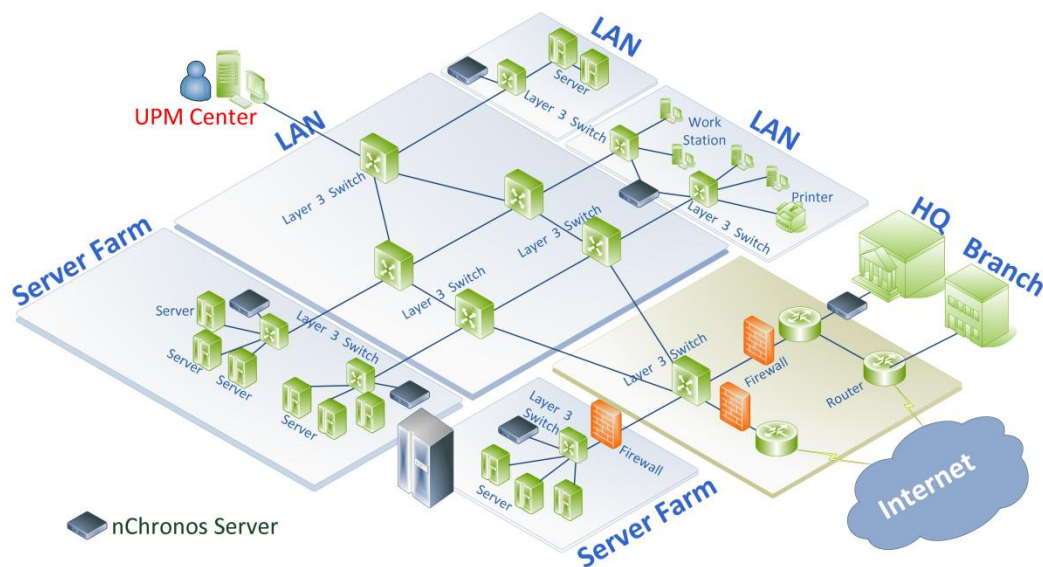 LAN
Server
Layer 3 Switch
UPM Center
LAN
Work
Station
LAN
Layer 3 Switch
Printer
Layer 3 Switch
HQ
Branch
Layer 3 Switch
Server Farm
Layer 3 Switch
Server
Layer 3 Switch
Server
Server
Layer 3 Switch
Firewall
Router
Server
Layer 3
Switch
Firewall
Server
Internet
Server Farm
nChronos Server